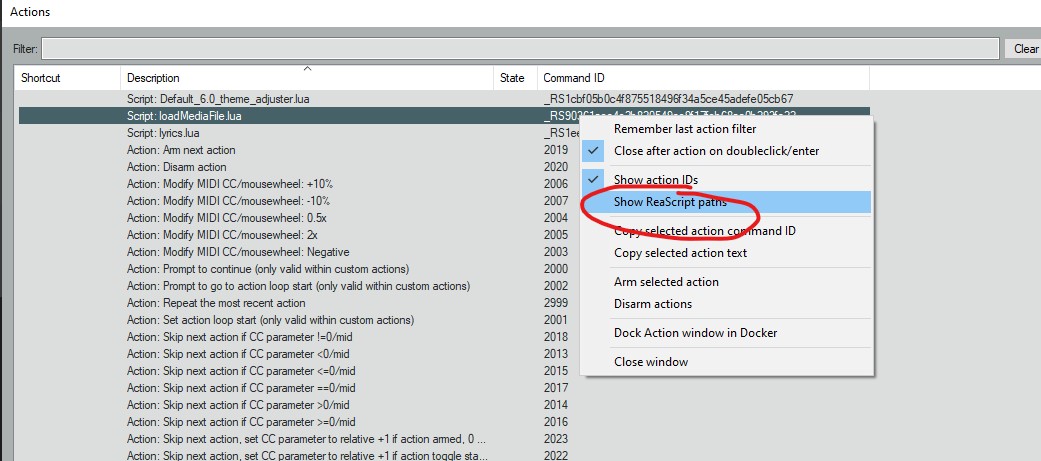 Actions
Filter: Clear
Shortcut Description State Command ID
Script: Default_6.0_theme_adjuster.lua _RS1cbf05b0c4f875518496f34a5ce45adefe05cb67
Script: loadMediaFile.lua
Script: lyrics.lua _RS1ee
Action: Arm next action 2019
Action: Disarm action 2020
Action: Modify MIDI CC/mousewheel: +10% 2006
Action: Modify MIDI CC/mousewheel: -10% 2007
Action: Modify MIDI CC/mousewheel: 0.5x 2004
Action: Modify MIDI CC/mousewheel: 2x 2005
Action: Modify MIDI CC/mousewheel: Negative 2003
Action: Prompt to continue (only valid within custom actions) 2000
Action: Prompt to go to action loop start (only valid within custom actions) 2002
Action: Repeat the most recent action 2999
Action: Set action loop start (only valid within custom actions) 2001
Action: Skip next action if CC parameter !=0/mid 2018
Action: Skip next action if CC parameter <0/mid 2013
Action: Skip next action if CC parameter <=0/mid 2015
Action: Skip next action if CC parameter ==0/mid 2017
Action: Skip next action if CC parameter >0/mid 2014
Action: Skip next action if CC parameter >=0/mid 2016
Action: Skip next action, set CC parameter to relative +1 if action armed, 0 ... 2023
Action: Skip next action, set CC parameter to relative +1 if action toggle sta... 2022
Remember last action filter
Close after action on doubleclick/enter
Show action IDs
Show ReaScript paths
Copy selected action command ID
Copy selected action text
Arm selected action
Disarm actions
Dock Action window in Docker
Close window